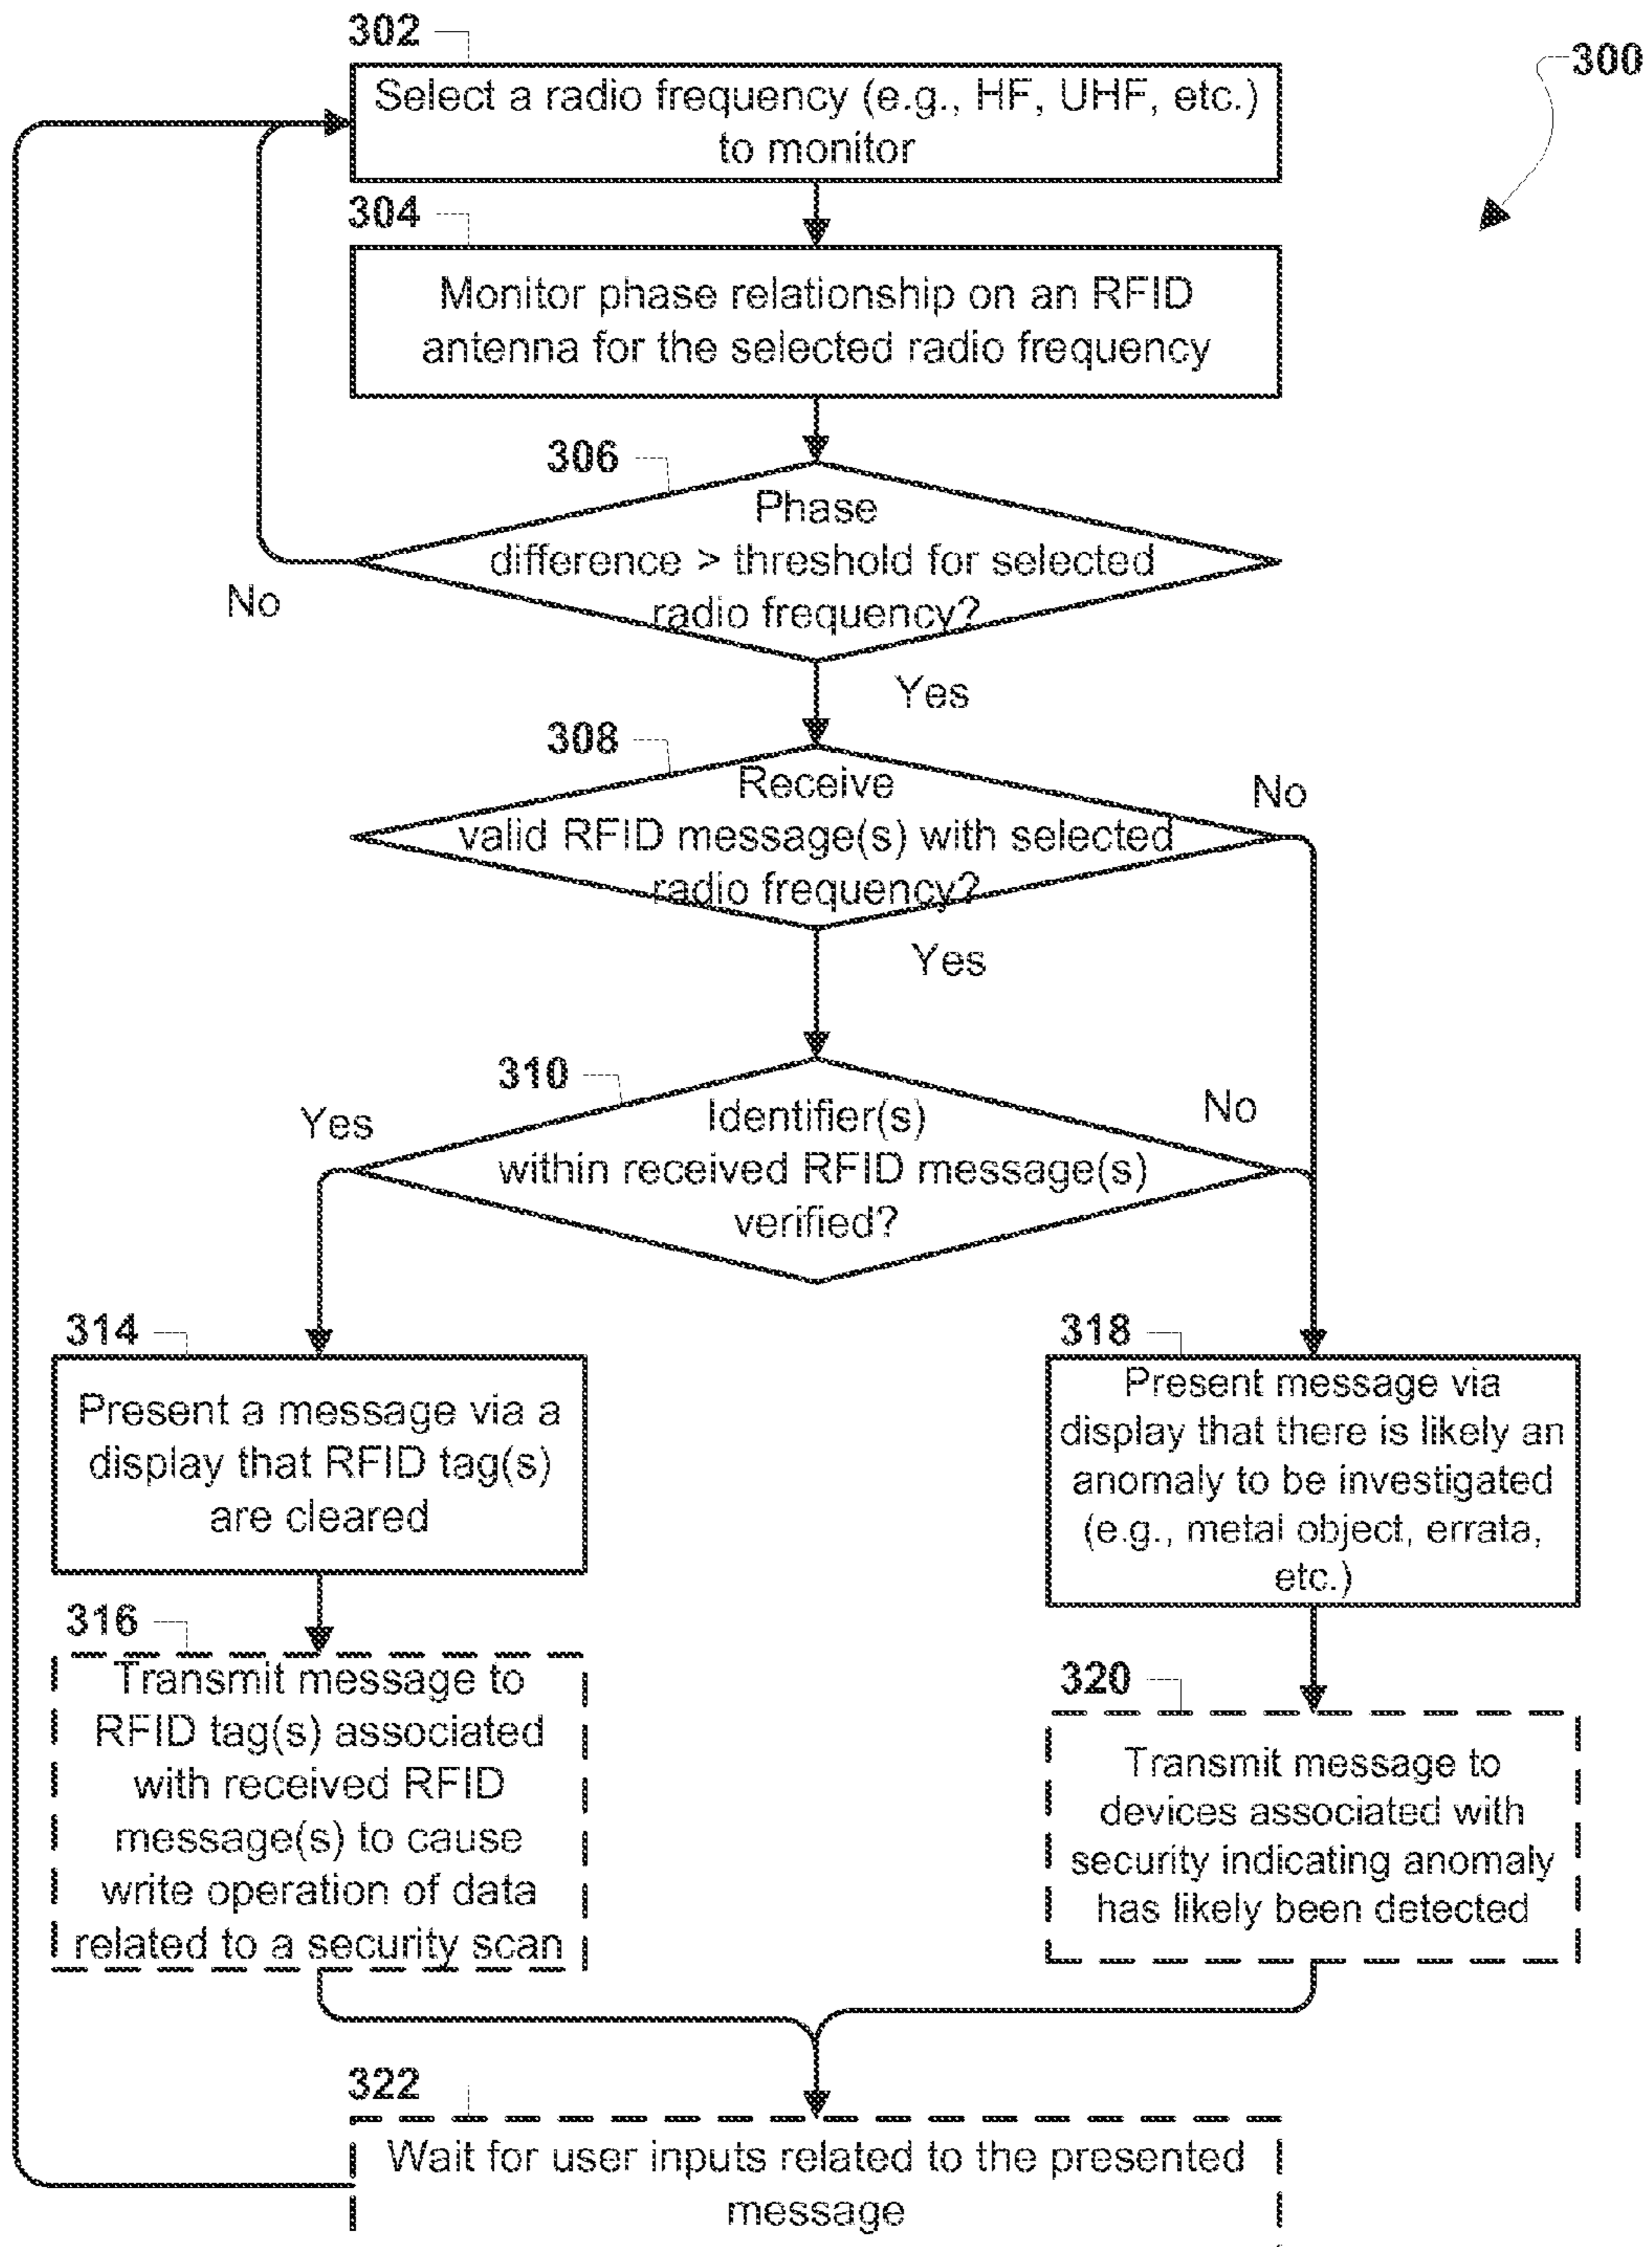 302
300
Select a radio frequency (e.g., HF, UHF, etc.)
to monitor
304
Monitor phase relationship on an RFID
antenna for the selected radio frequency
306
Phase
difference > threshold for selected
radio frequency?
No
Yes
308
Receive
valid RFID message(s) with selected
radio frequency?
No
Yes
310
Identifier(s)
within received RFID message(s)
verified?
Yes
No
314
Present a message via a
display that RFID tag(s)
are cleared
318
Present message via
display that there is likely an
anomaly to be investigated
(e.g., metal object, errata,
etc.)
316
Transmit message to
RFID tag(s) associated
with received RFID
message(s) to cause
write operation of data
related to a security scan
320
Transmit message to
devices associated with
security indicating anomaly
has likely been detected
322
Wait for user inputs related to the presented
message